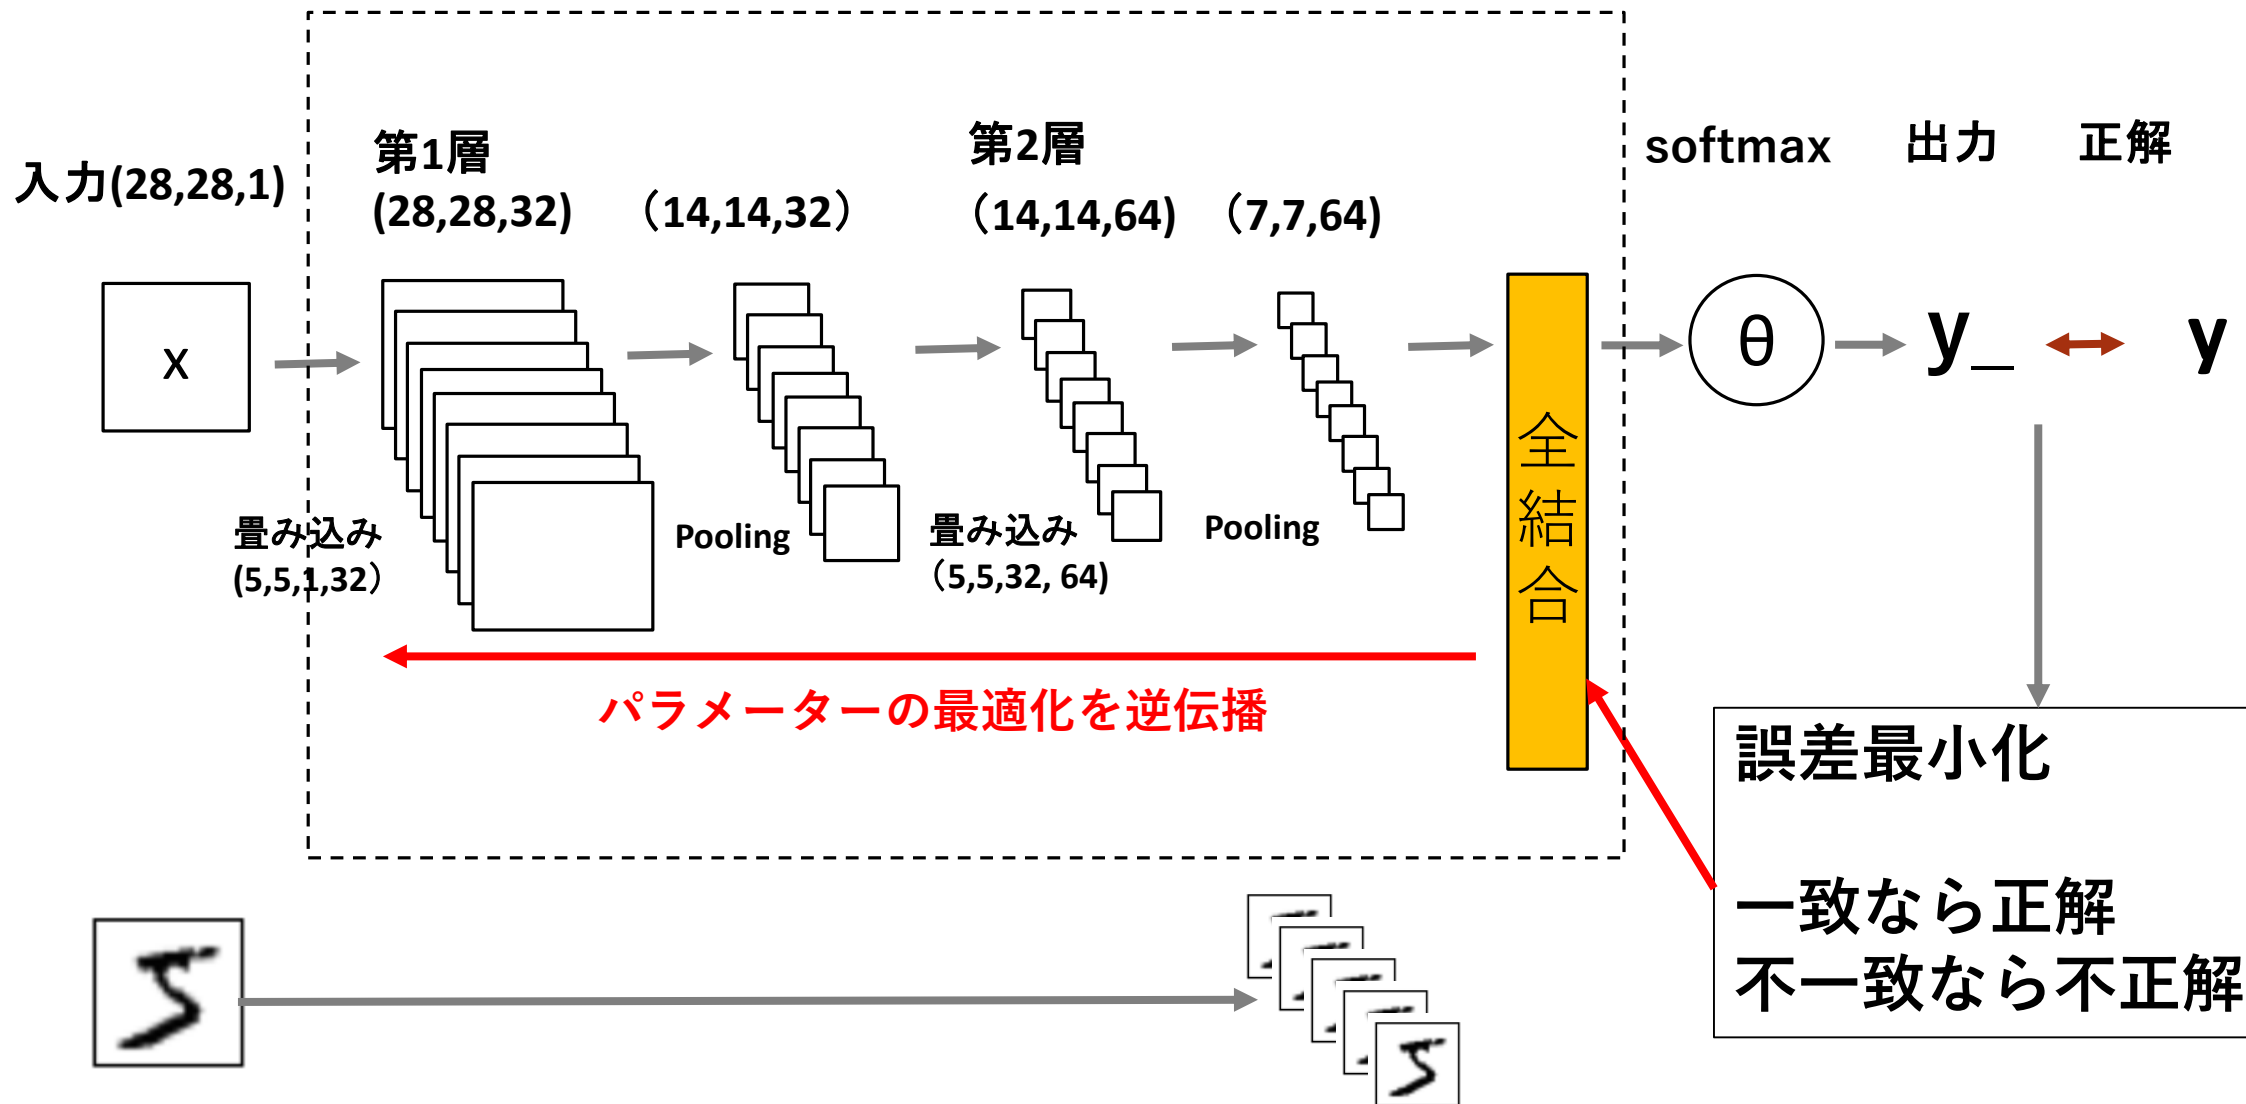 入力(28,28,1)
第1層
(28,28,32)
（14,14,32）
第2層
（14,14,64)
（7,7,64)
softmax
出力
正解
x
θ
y_
y
畳み込み
(5,5,1,32）
Pooling
畳み込み
（5,5,32, 64)
Pooling
全結合
パラメーターの最適化を逆伝播
誤差最小化
一致なら正解
不一致なら不正解
5
5